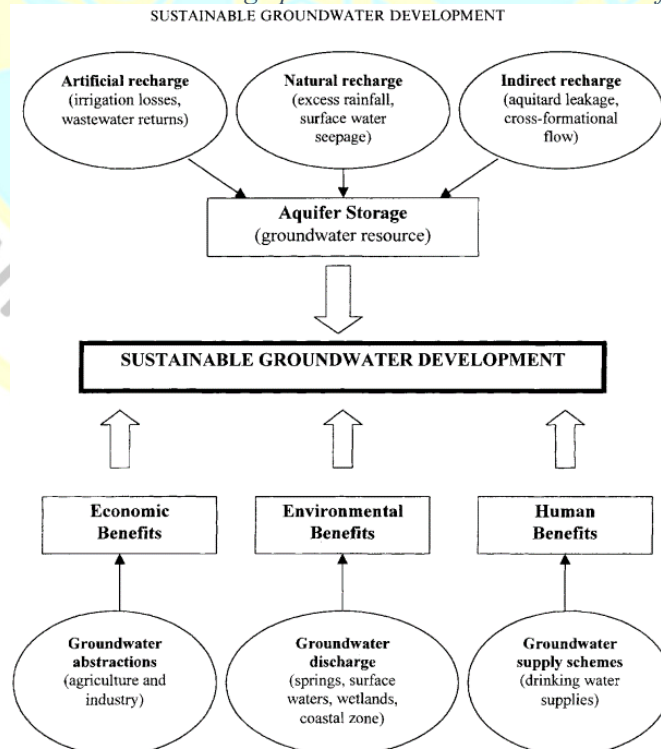 SUSTAINABLE GROUNDWATER DEVELOPMENT
Artificial recharge
(irrigation losses,
wastewater returns)
Natural recharge
(excess rainfall,
surface water
seepage)
Indirect recharge
(aquitard leakage,
cross-formational
flow)
Aquifer Storage
(groundwater resource)
SUSTAINABLE GROUNDWATER DEVELOPMENT
Economic
Benefits
Environmental
Benefits
Human
Benefits
Groundwater
abstractions
(agriculture and
industry)
Groundwater
discharge
(springs, surface
waters, wetlands,
coastal zone)
Groundwater
supply schemes
(drinking water
supplies)